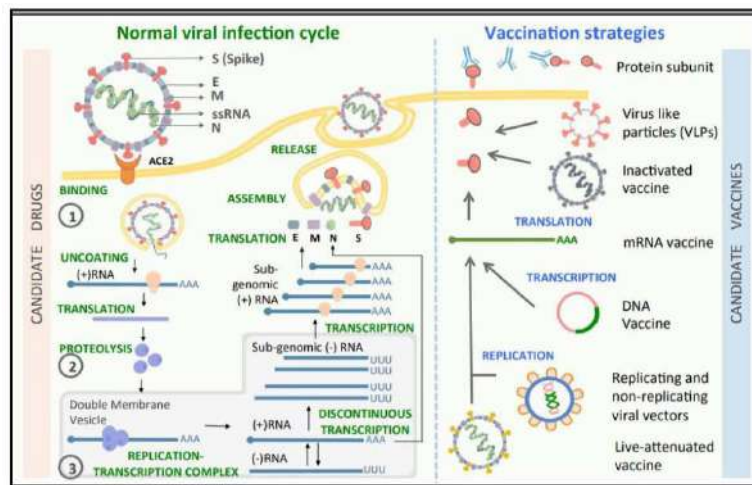 Normal viral infection cycle
S (Spike)
E
M
ssRNA
N
ACE2
BINDING
1
RELEASE
ASSEMBLY
TRANSLATION
E M N S
UNCOATING
(+)RNA
AAA
TRANSLATION
PROTEOLYSIS
2
Sub-
genomic
(+) RNA
AAA
AAA
AAA
AAA
TRANSCRIPTION
Sub-genomic (-) RNA
UUU
UUU
UUU
UUU
DISCONTINUOUS
TRANSCRIPTION
Double Membrane
Vesicle
AAA
(+)RNA
AAA
3
REPLICATION-
TRANSCRIPTION COMPLEX
(-)RNA
UUU
CANDIDATE DRUGS
Vaccination strategies
Protein subunit
Virus like
particles (VLPs)
Inactivated
vaccine
TRANSLATION
AAA
mRNA vaccine
TRANSCRIPTION
DNA
Vaccine
REPLICATION
Replicating and
non-replicating
viral vectors
Live-attenuated
vaccine
CANDIDATE VACCINES